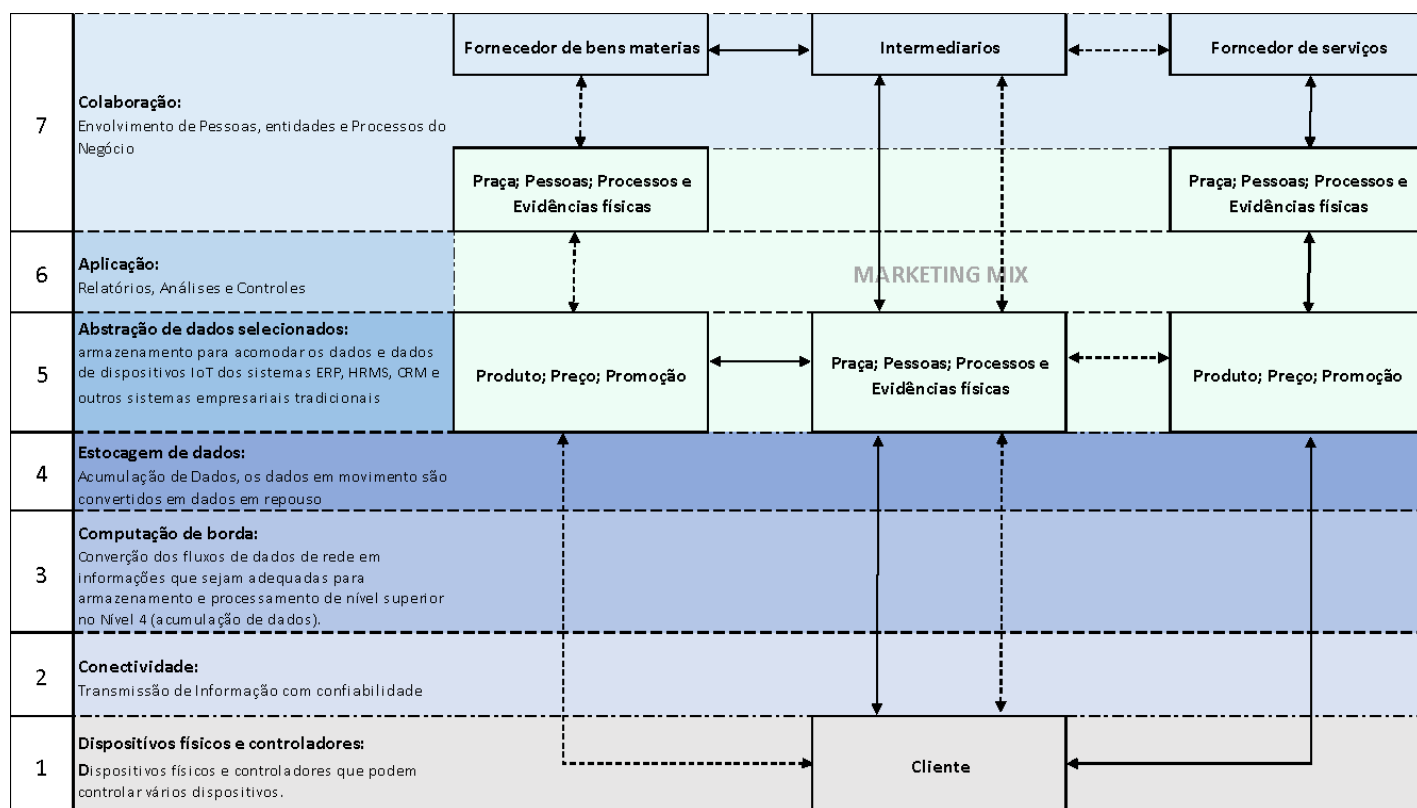 Fornecedor de bens materias
Intermediarios
Forncedor de serviços
7
Colaboração:
Envolvimento de Pessoas, entidades e Processos do
Negócio
Praça; Pessoas; Processos e
Evidências físicas
Praça; Pessoas; Processos e
Evidências físicas
6
Aplicação:
Relatórios, Análises e Controles
MARKETING MIX
5
Abstração de dados selecionados:
armazenamento para acomodar os dados e dados
de dispositivos IoT dos sistemas ERP, HRMS, CRM e
outros sistemas empresariais tradicionais
Produto; Preço; Promoção
Praça; Pessoas; Processos e
Evidências físicas
Produto; Preço; Promoção
4
Estocagem de dados:
Acumulação de Dados, os dados em movimento são
convertidos em dados em repouso
3
Computação de borda:
Converção dos fluxos de dados de rede em
informações que sejam adequadas para
armazenamento e processamento de nível superior
no Nível 4 (acumulação de dados).
2
Conectividade:
Transmissão de Informação com confiabilidade
1
Dispositívos físicos e controladores:
Dispositivos físicos e controladores que podem
controlar vários dispositivos.
Cliente